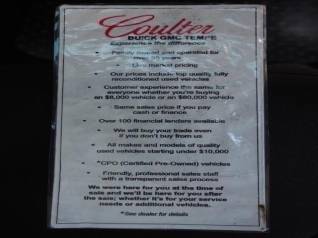 Coulter
BUICK GMC TEMPE
Experience the difference
- Family owned and operated for
over 90 years
- Live market pricing
- Our prices include top quality fully
reconditioned used vehicles
- Customer experience the same for
everyone whether you're buying
an $8,000 vehicle or an $80,000 vehicle
- Same sales price if you pay
cash or finance
- Over 100 financial lenders available
- We will buy your trade even
if you don't buy from us
- All makes and models of quality
used vehicles starting under $10,000
- *CPO (Certified Pre-Owned) vehicles
- Friendly, professional sales staff
with a transparent sales process
We were here for you at the time of
sale and we'll be here for you after
the sale; whether it's for your service
needs or additional vehicles.
*See dealer for details